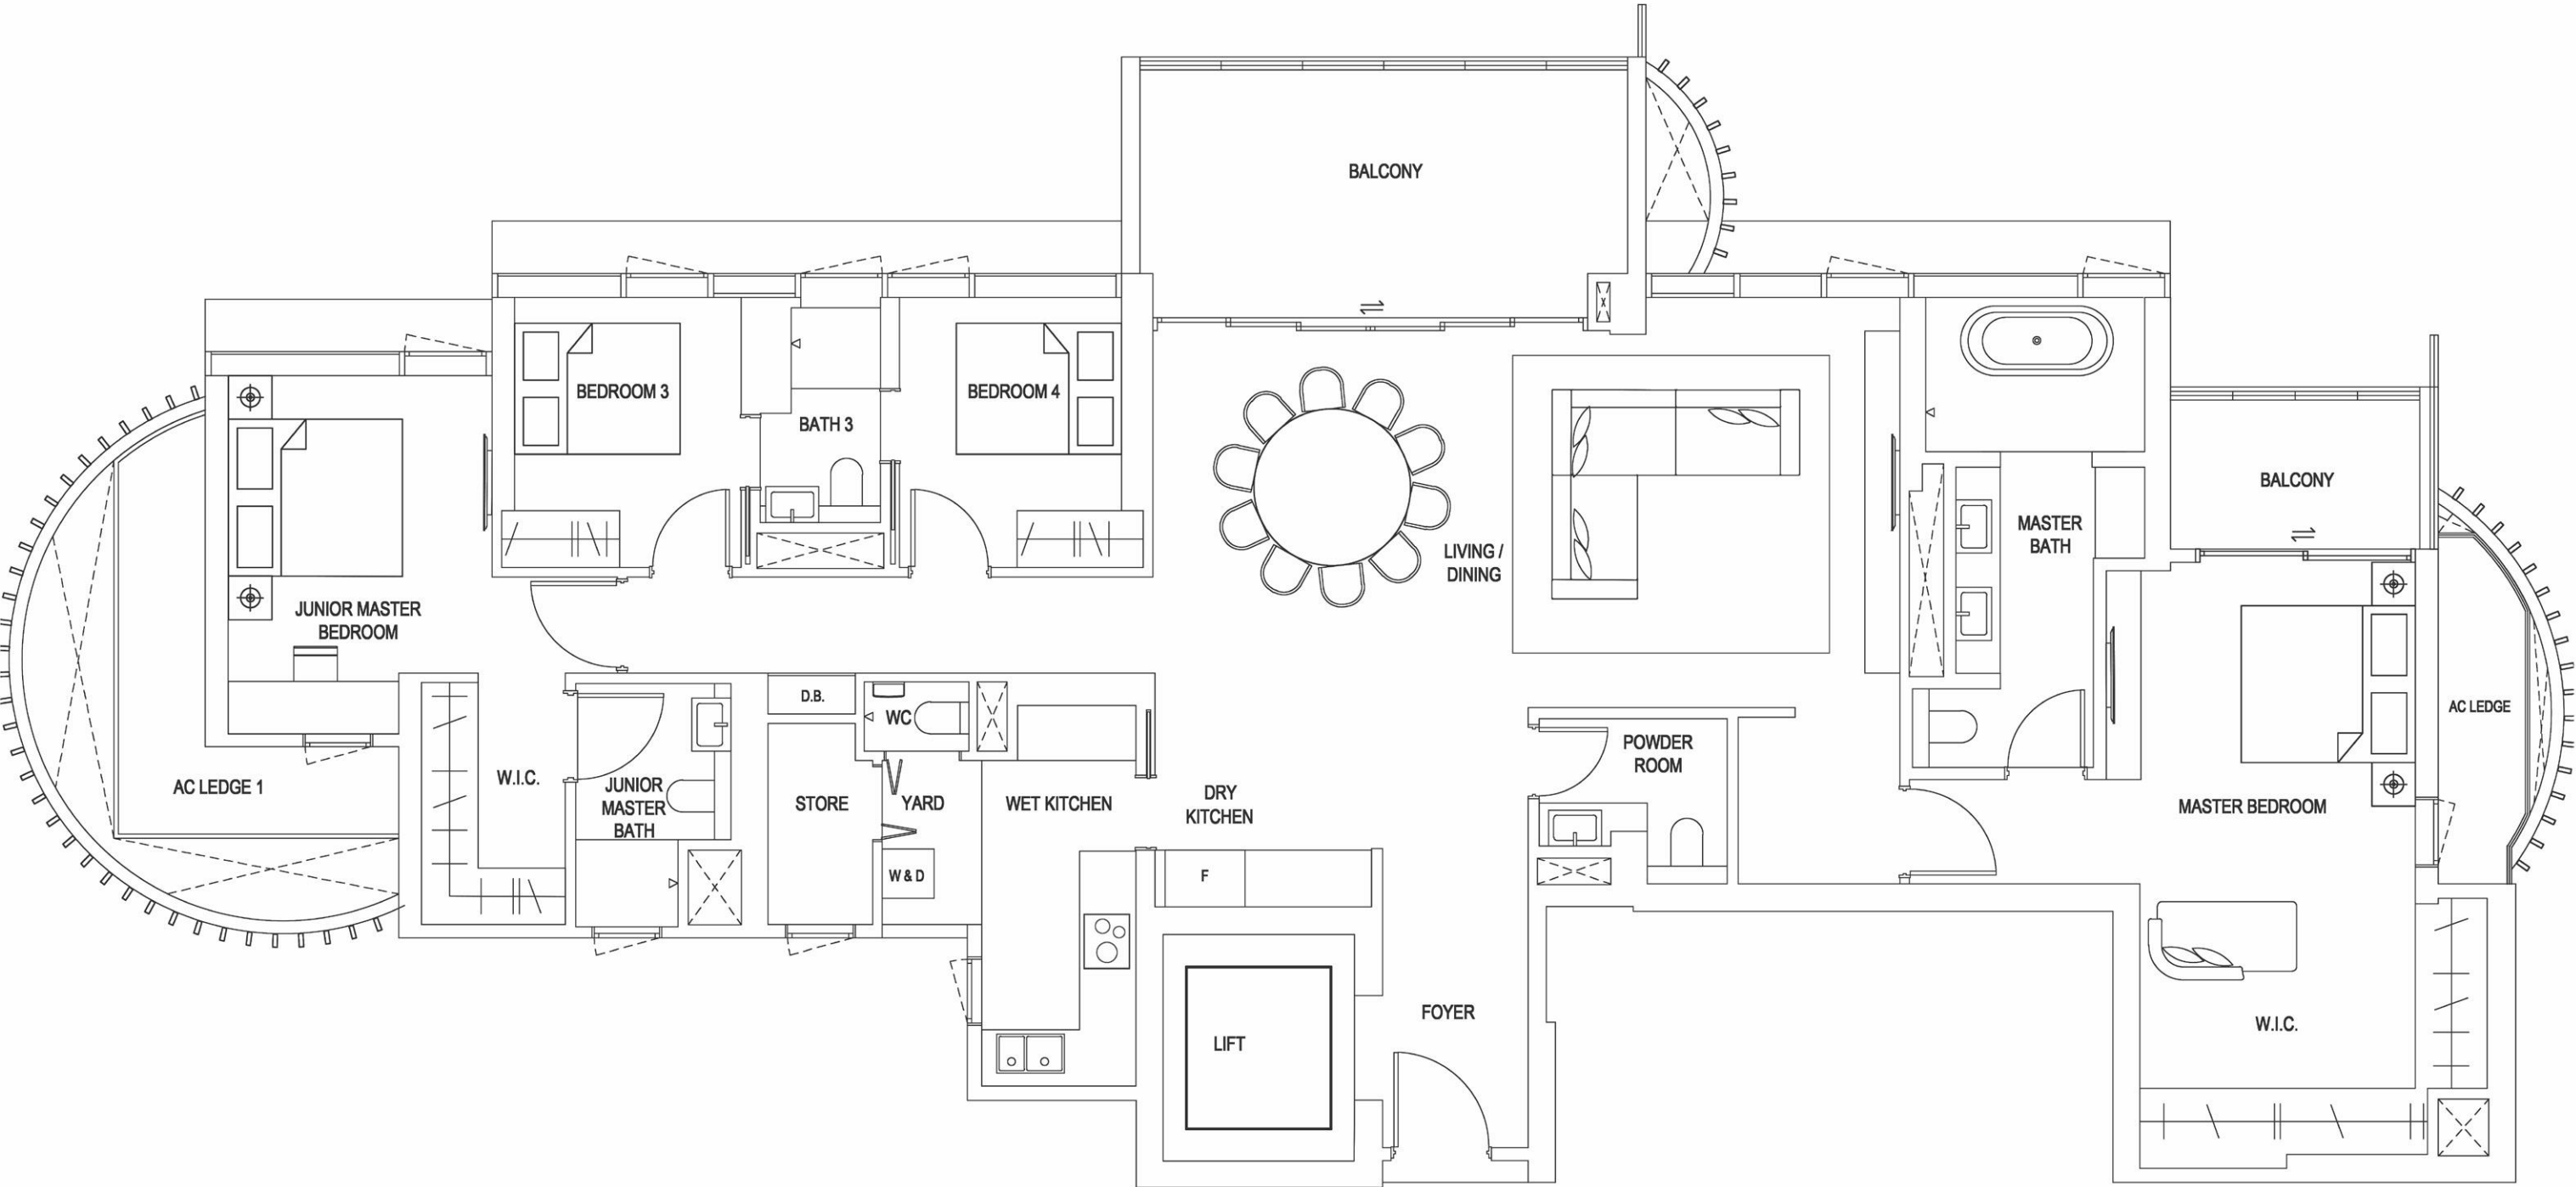 BALCONY
BEDROOM 3
BEDROOM 4
BATH 3
BALCONY
MASTER
BATH
LIVING /
DINING
JUNIOR MASTER
BEDROOM
D.B.
WC
AC LEDGE
POWDER
ROOM
AC LEDGE 1
W.I.C.
JUNIOR
MASTER
BATH
STORE
YARD
WET KITCHEN
DRY
KITCHEN
MASTER BEDROOM
W & D
F
FOYER
LIFT
W.I.C.